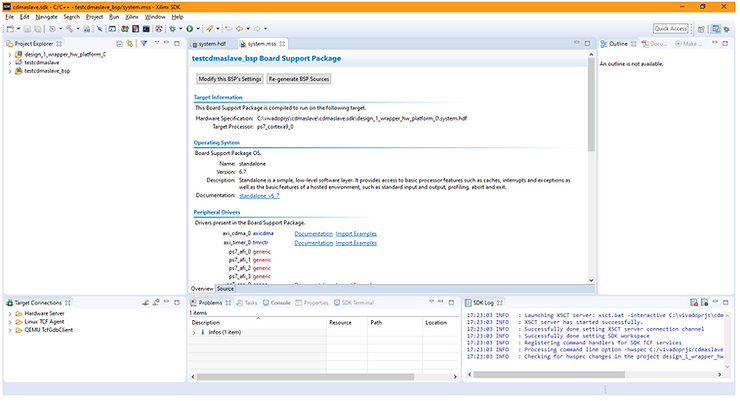 cdmaslave.sdk - C/C++ - testcdmaslave_bsp/system.mss - Xilinx SDK
File Edit Navigate Search Project Run Xilinx Window Help
Quick Access
Project Explorer
design_1_wrapper_hw_platform_0
testcdmaslave
testcdmaslave_bsp
system.hdf
system.mss
testcdmaslave_bsp Board Support Package
Modify this BSP's Settings
Re-generate BSP Sources
Target Information
This Board Support Package is compiled to run on the following target.
Hardware Specification: C:\vivadoprjs\cdmaslave\cdmaslave.sdk\design_1_wrapper_hw_platform_0\system.hdf
Target Processor: ps7_cortexa9_0
Operating System
Board Support Package OS.
Name: standalone
Version: 6.7
Description: Standalone is a simple, low-level software layer. It provides access to basic processor features such as caches, interrupts and exceptions as
well as the basic features of a hosted environment, such as standard input and output, profiling, abort and exit.
Documentation: standalone_v6_7
Peripheral Drivers
Drivers present in the Board Support Package.
axi_cdma_0 axicdma Documentation Import Examples
axi_timer_0 tmrctr Documentation Import Examples
ps7_afi_0 generic
ps7_afi_1 generic
ps7_afi_2 generic
ps7_afi_3 generic
Overview Source
Outline
Docu...
Make ...
An outline is not available.
Target Connections
Hardware Server
Linux TCF Agent
QEMU TcfGdbClient
Problems Tasks Console Properties SDK Terminal
1 items
Description Resource Path Location
Infos (1 item)
SDK Log
17:23:03 INFO : Launching XSCT server: xsct.bat -interactive C:\vivadoprj
17:23:03 INFO : XSCT server has started successfully.
17:23:03 INFO : Successfully done setting XSCT server connection channel
17:23:03 INFO : Successfully done setting SDK workspace
17:23:03 INFO : Registering command handlers for SDK TCF services
17:23:03 INFO : Processing command line option -hwspec C:/vivadoprjs/cdmaslave
17:23:03 INFO : Checking for hwspec changes in the project design_1_wrapper_hw